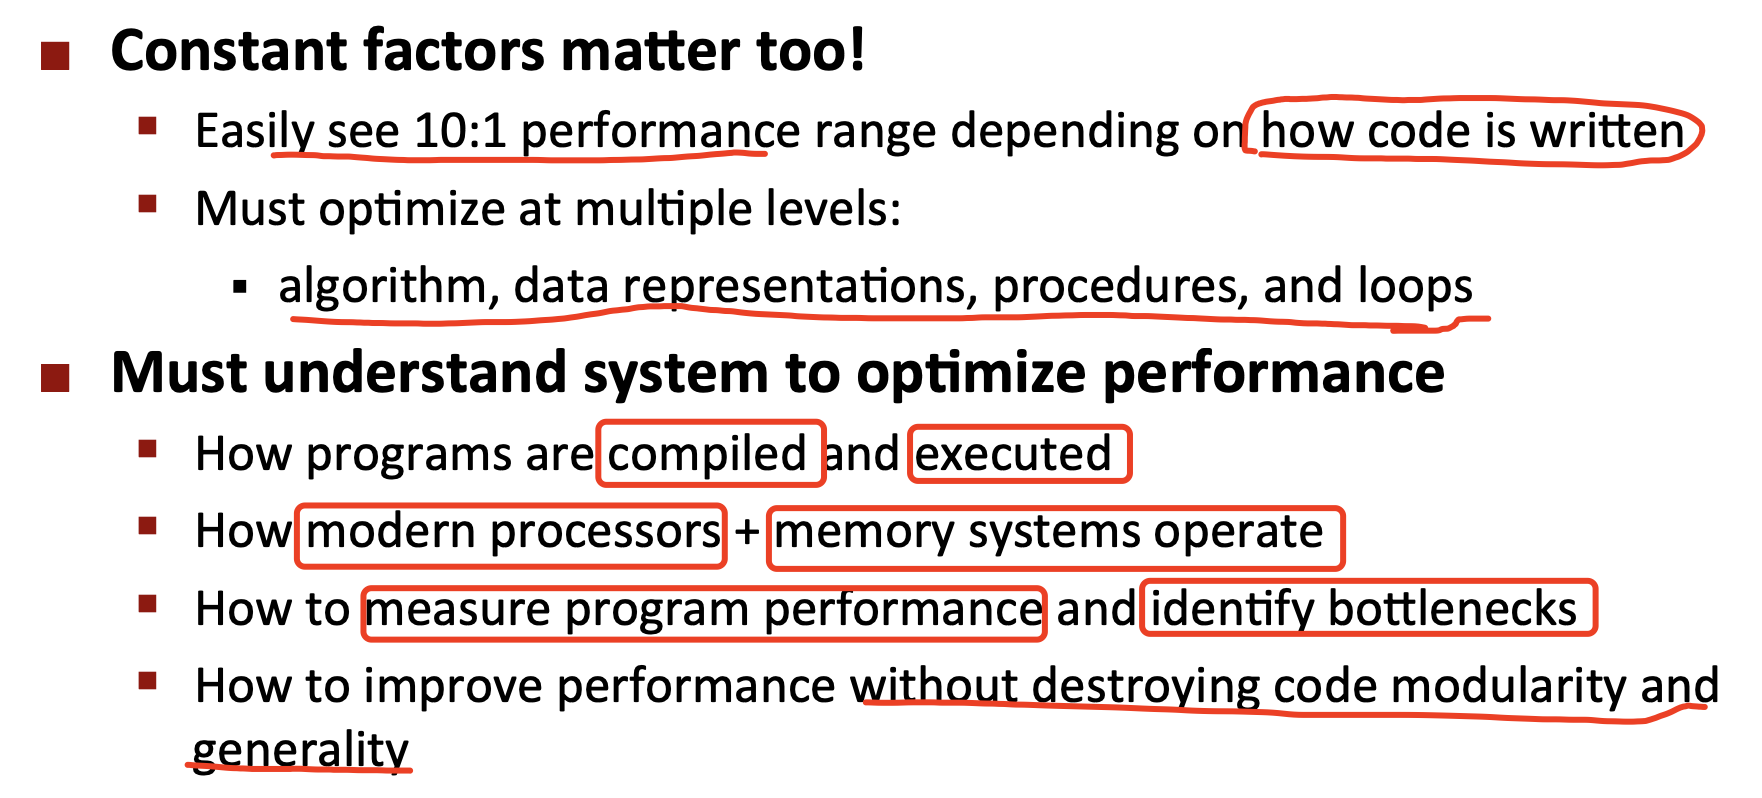 Constant factors matter too!
Easily see 10:1 performance range depending on how code is written
Must optimize at multiple levels:
algorithm, data representations, procedures, and loops
Must understand system to optimize performance
How programs are compiled and executed
How modern processors + memory systems operate
How to measure program performance and identify bottlenecks
How to improve performance without destroying code modularity and
generality